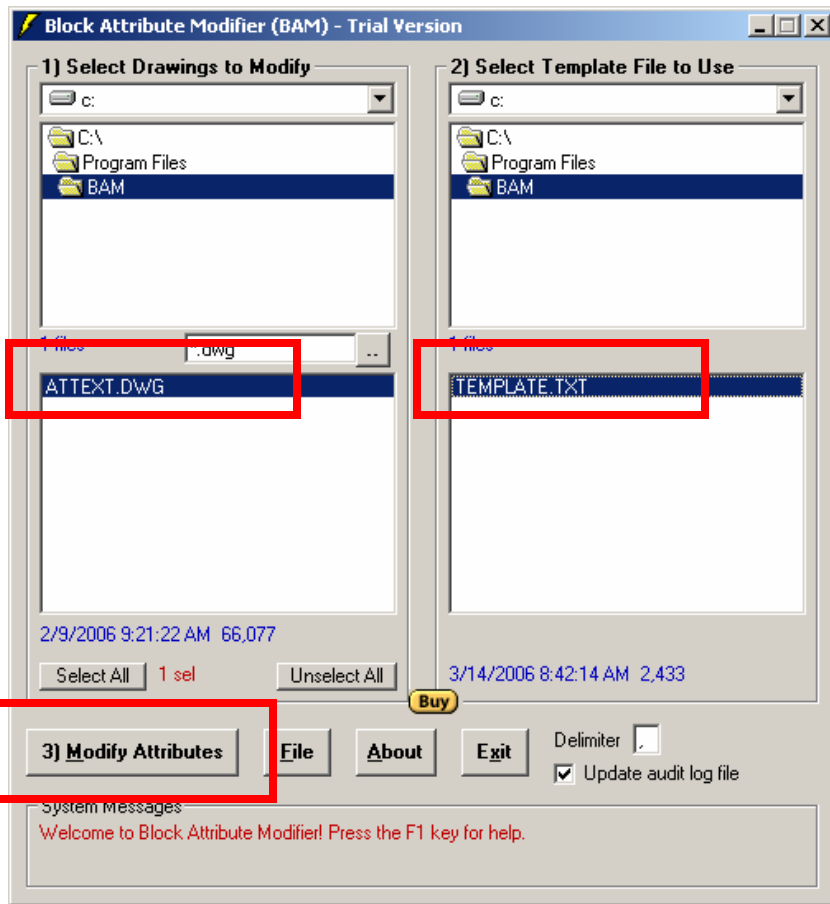 Block Attribute Modifier (BAM) - Trial Version
1) Select Drawings to Modify
c:
C:\
Program Files
BAM
1 files
.dwg
..
ATTEXT.DWG
2/9/2006 9:21:22 AM 66,077
Select All
1 sel
Unselect All
2) Select Template File to Use
c:
C:\
Program Files
BAM
1 files
TEMPLATE.TXT
3/14/2006 8:42:14 AM 2,433
Buy
3) Modify Attributes
File
About
Exit
Delimiter ,
Update audit log file
System Messages
Welcome to Block Attribute Modifier! Press the F1 key for help.